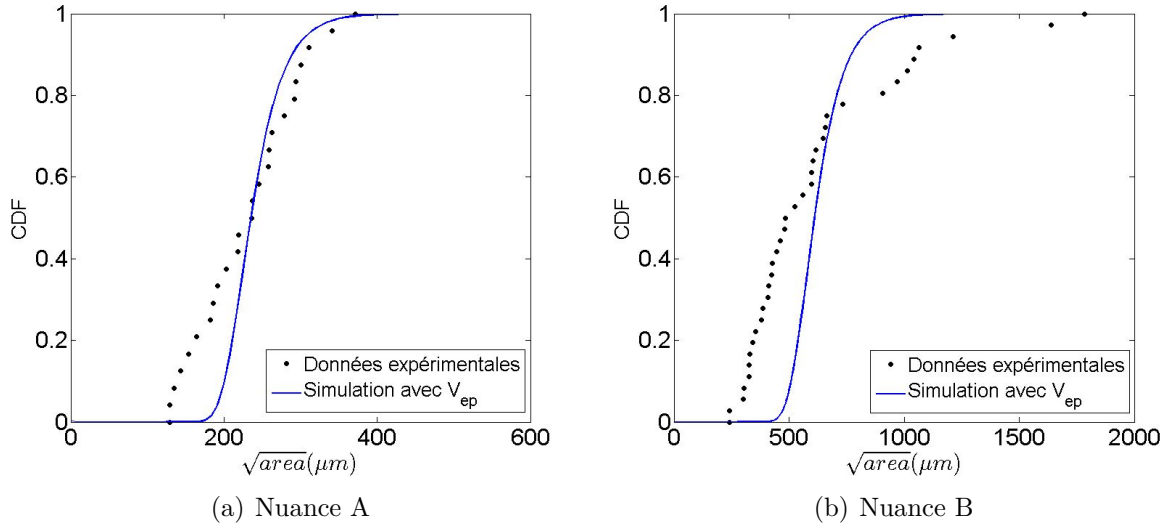 1
0.8
0.6
0.4
0.2
0
CDF
0 200 400 600
√area(μm)
Données expérimentales
Simulation avec V_ep
(a) Nuance A
1
0.8
0.6
0.4
0.2
0
CDF
0 500 1000 1500 2000
√area(μm)
Données expérimentales
Simulation avec V_ep
(b) Nuance B